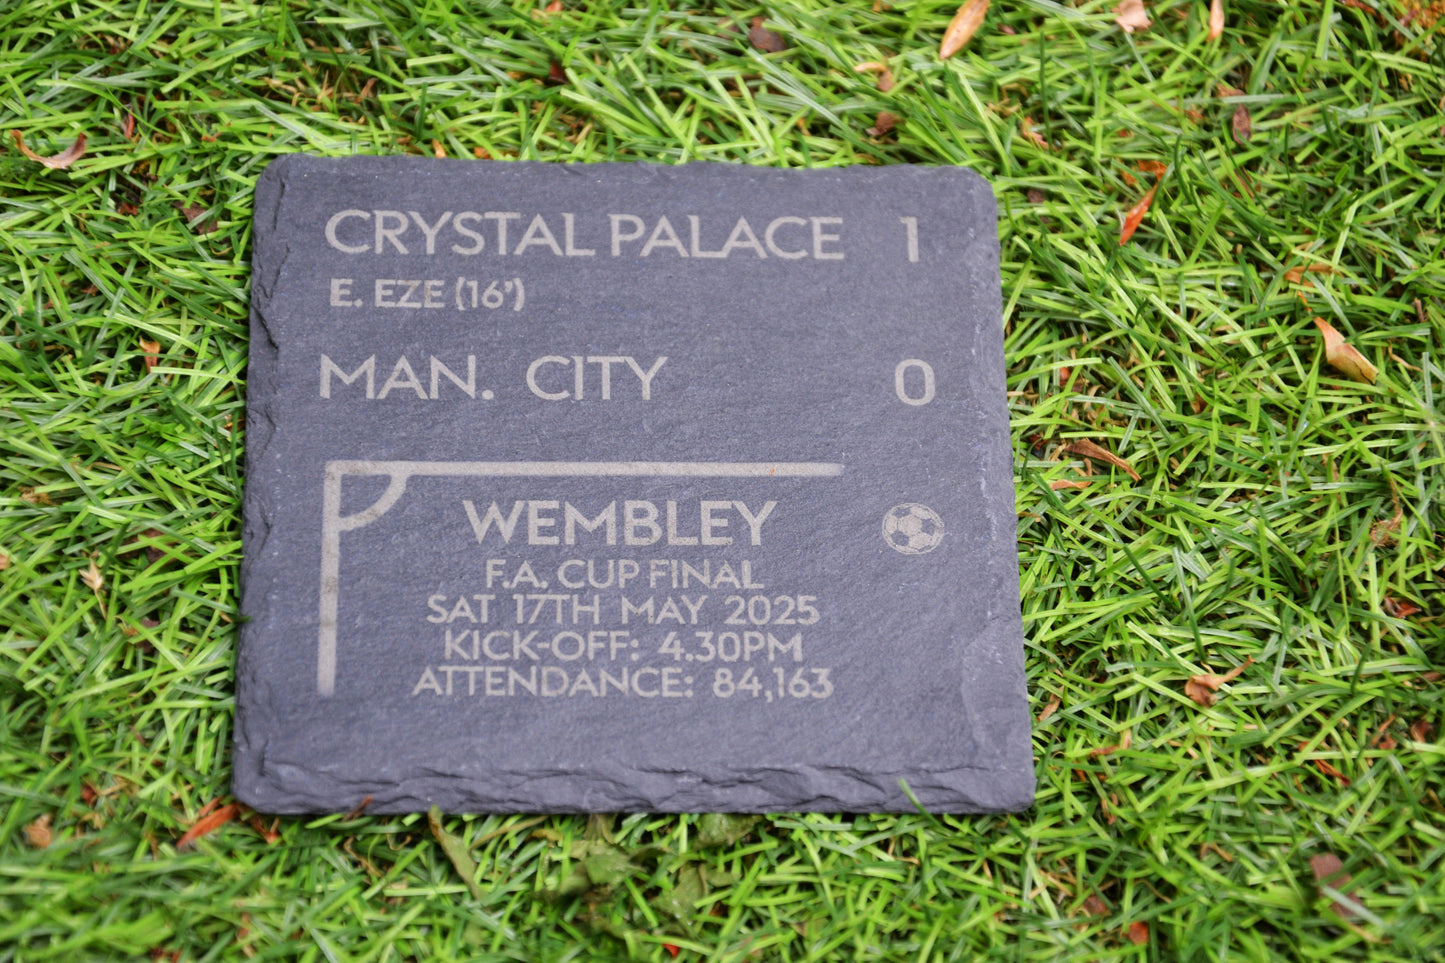 CRYSTAL PALACE 1
E. EZE (16')
MAN. CITY 0
WEMBLEY
F.A. CUP FINAL
SAT 17TH MAY 2025
KICK-OFF: 4.30PM
ATTENDANCE: 84,163